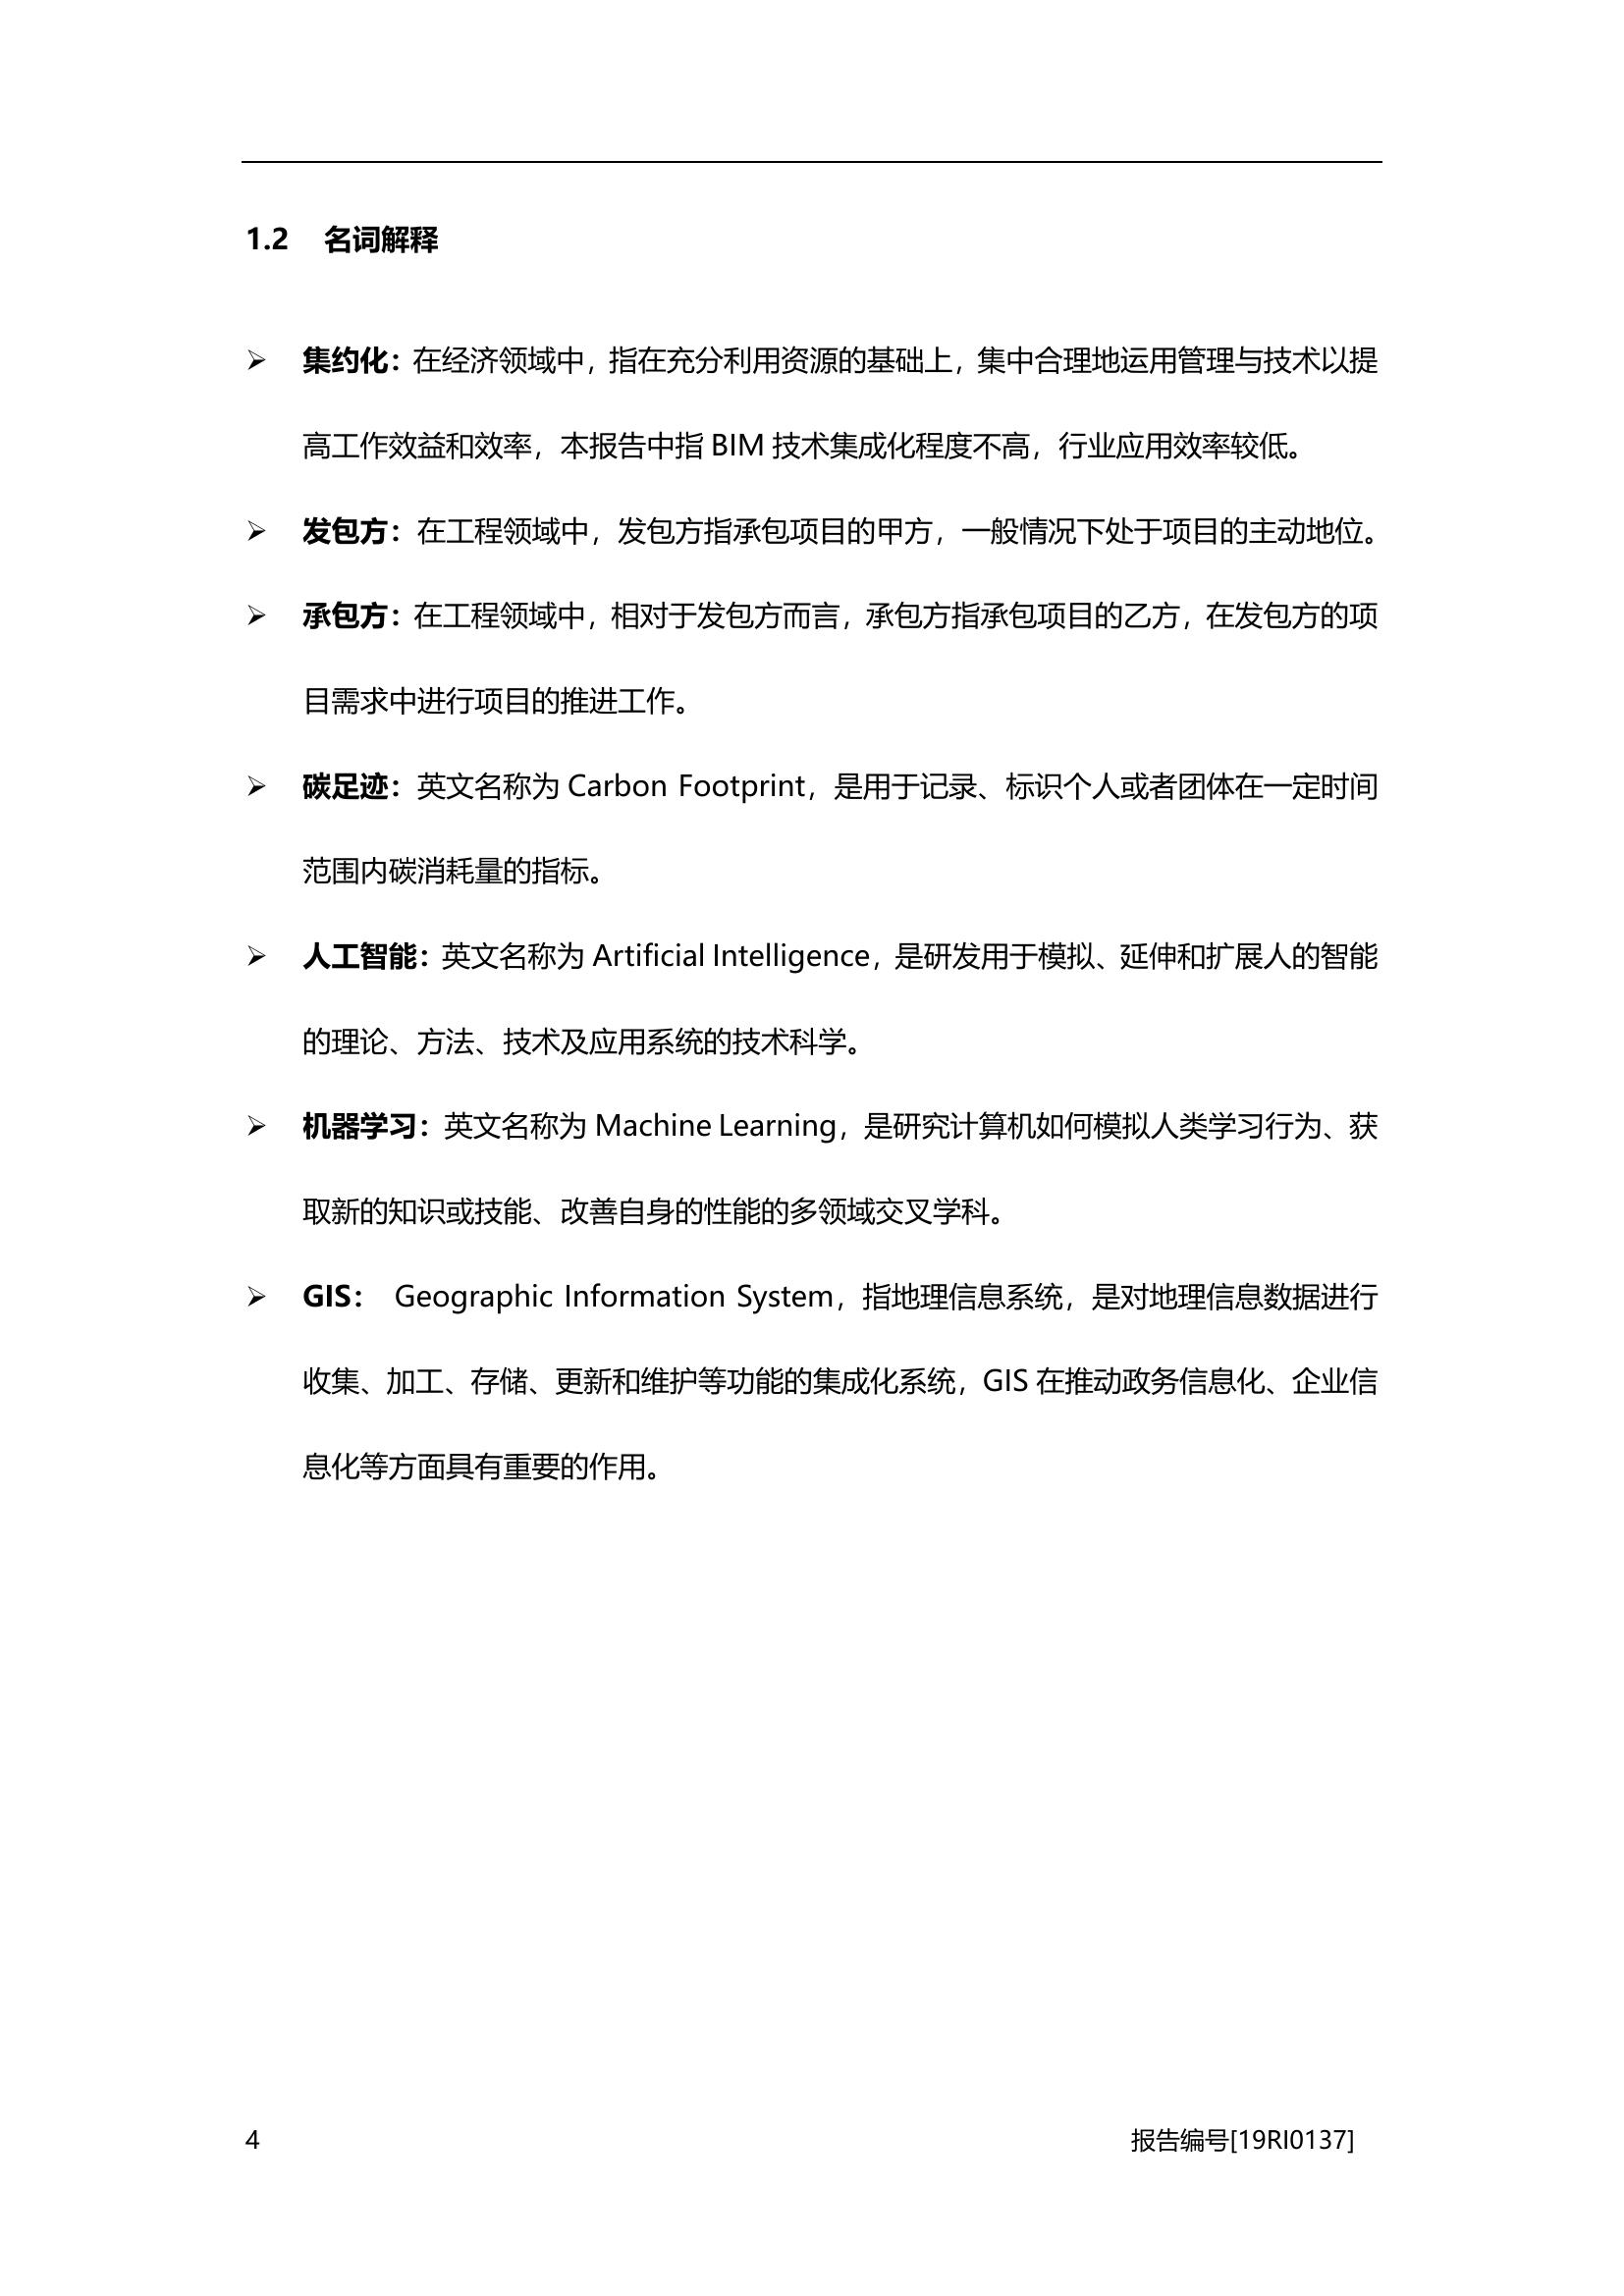 1.2 名词解释
➢ 集约化：在经济领域中，指在充分利用资源的基础上，集中合理地运用管理与技术以提
高工作效益和效率，本报告中指 BIM 技术集成化程度不高，行业应用效率较低。
➢ 发包方：在工程领域中，发包方指承包项目的甲方，一般情况下处于项目的主动地位。
➢ 承包方：在工程领域中，相对于发包方而言，承包方指承包项目的乙方，在发包方的项
目需求中进行项目的推进工作。
➢ 碳足迹：英文名称为 Carbon Footprint，是用于记录、标识个人或者团体在一定时间
范围内碳消耗量的指标。
➢ 人工智能：英文名称为 Artificial Intelligence，是研发用于模拟、延伸和扩展人的智能
的理论、方法、技术及应用系统的技术科学。
➢ 机器学习：英文名称为 Machine Learning，是研究计算机如何模拟人类学习行为、获
取新的知识或技能、改善自身的性能的多领域交叉学科。
➢ GIS： Geographic Information System，指地理信息系统，是对地理信息数据进行
收集、加工、存储、更新和维护等功能的集成化系统，GIS 在推动政务信息化、企业信
息化等方面具有重要的作用。
4 报告编号[19RI0137]